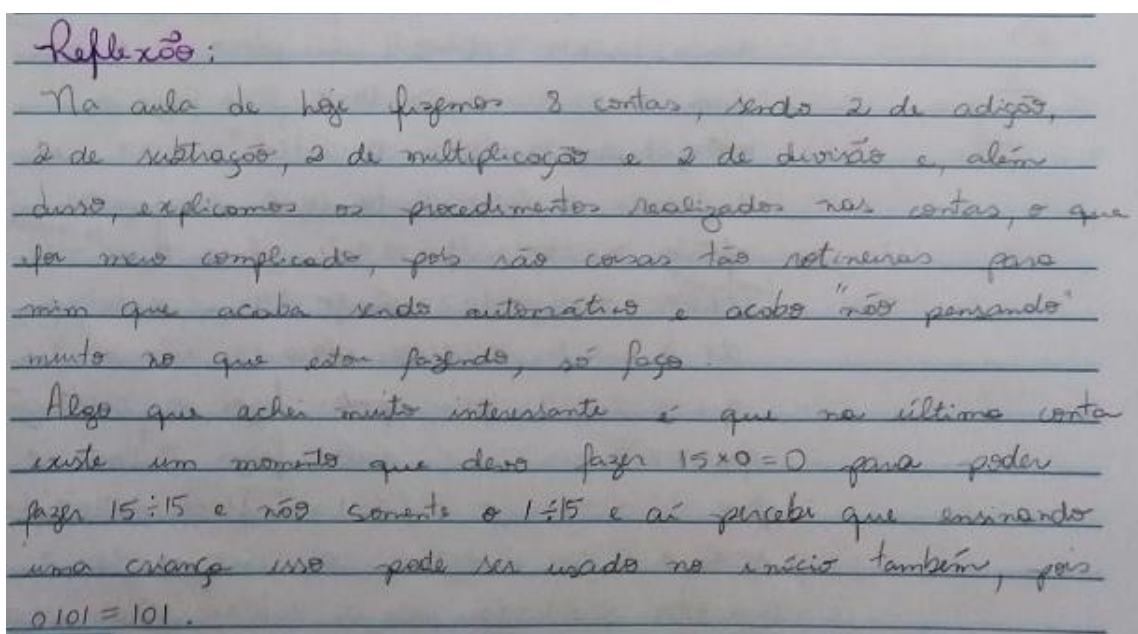 Reflexão:
Na aula de hoje fizemos 8 contas, sendo 2 de adição,
2 de subtração, 2 de multiplicação e 2 de divisão e, além
disso, explicamos os procedimentos realizados nas contas, o que
foi meio complicado, pois são coisas tão rotineiras para
mim que acaba sendo automático e acabo "não pensando"
muito no que estou fazendo, só faço.
Algo que achei muito interessante é que na última conta
existe um momento que devo fazer 15x0=0 para poder
fazer 15÷15 e não somente o 1÷15 e aí percebi que ensinando
uma criança isso pode ser usado no início também, pois
0101=101.